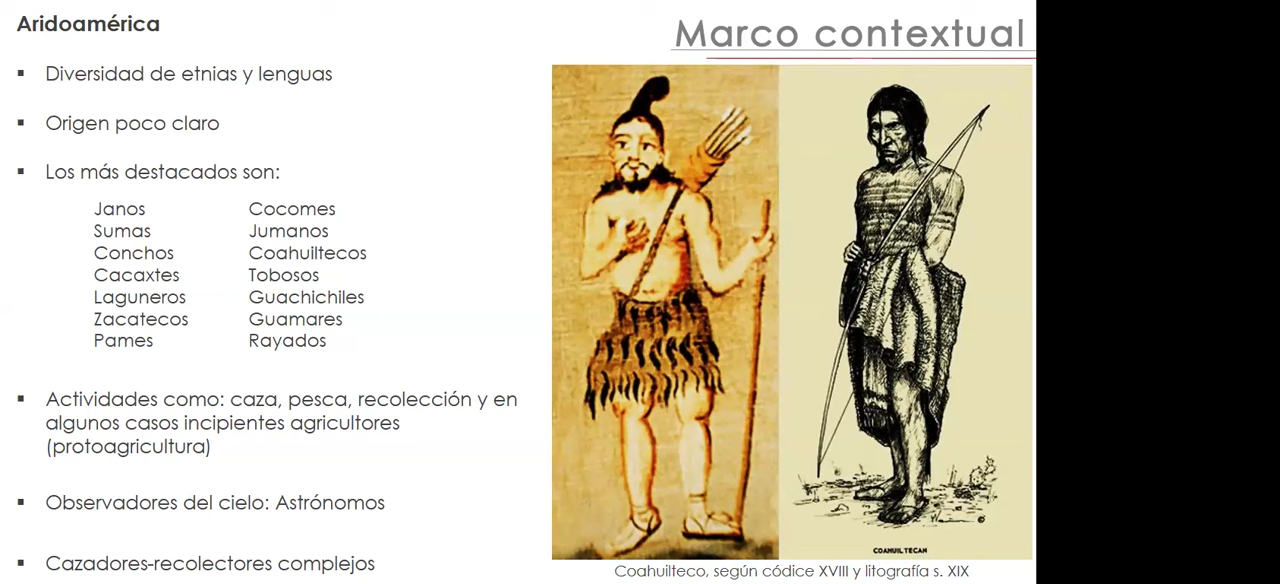 Aridoamérica
Marco contextual
▪ Diversidad de etnias y lenguas
▪ Origen poco claro
▪ Los más destacados son:
Janos Cocomes
Sumas Jumanos
Conchos Coahuiltecos
Cacaxtes Tobosos
Laguneros Guachichiles
Zacatecos Guamares
Pames Rayados
▪ Actividades como: caza, pesca, recolección y en
algunos casos incipientes agricultores
(protoagricultura)
▪ Observadores del cielo: Astrónomos
▪ Cazadores-recolectores complejos
COAHUILTECAN
Coahuilteco, según códice XVIII y litografía s. XIX